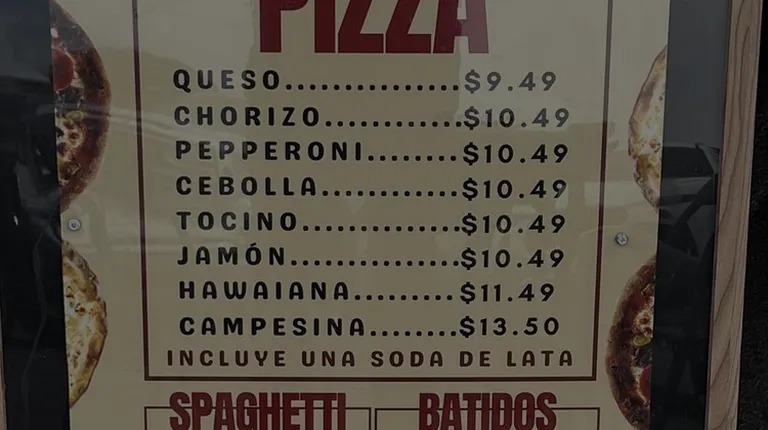 PIZZA
QUESO...............$9.49
CHORIZO............$10.49
PEPPERONI........$10.49
CEBOLLA............$10.49
TOCINO..............$10.49
JAMÓN...............$10.49
HAWAIANA.........$11.49
CAMPESINA........$13.50
INCLUYE UNA SODA DE LATA
SPAGHETTI BATIDOS